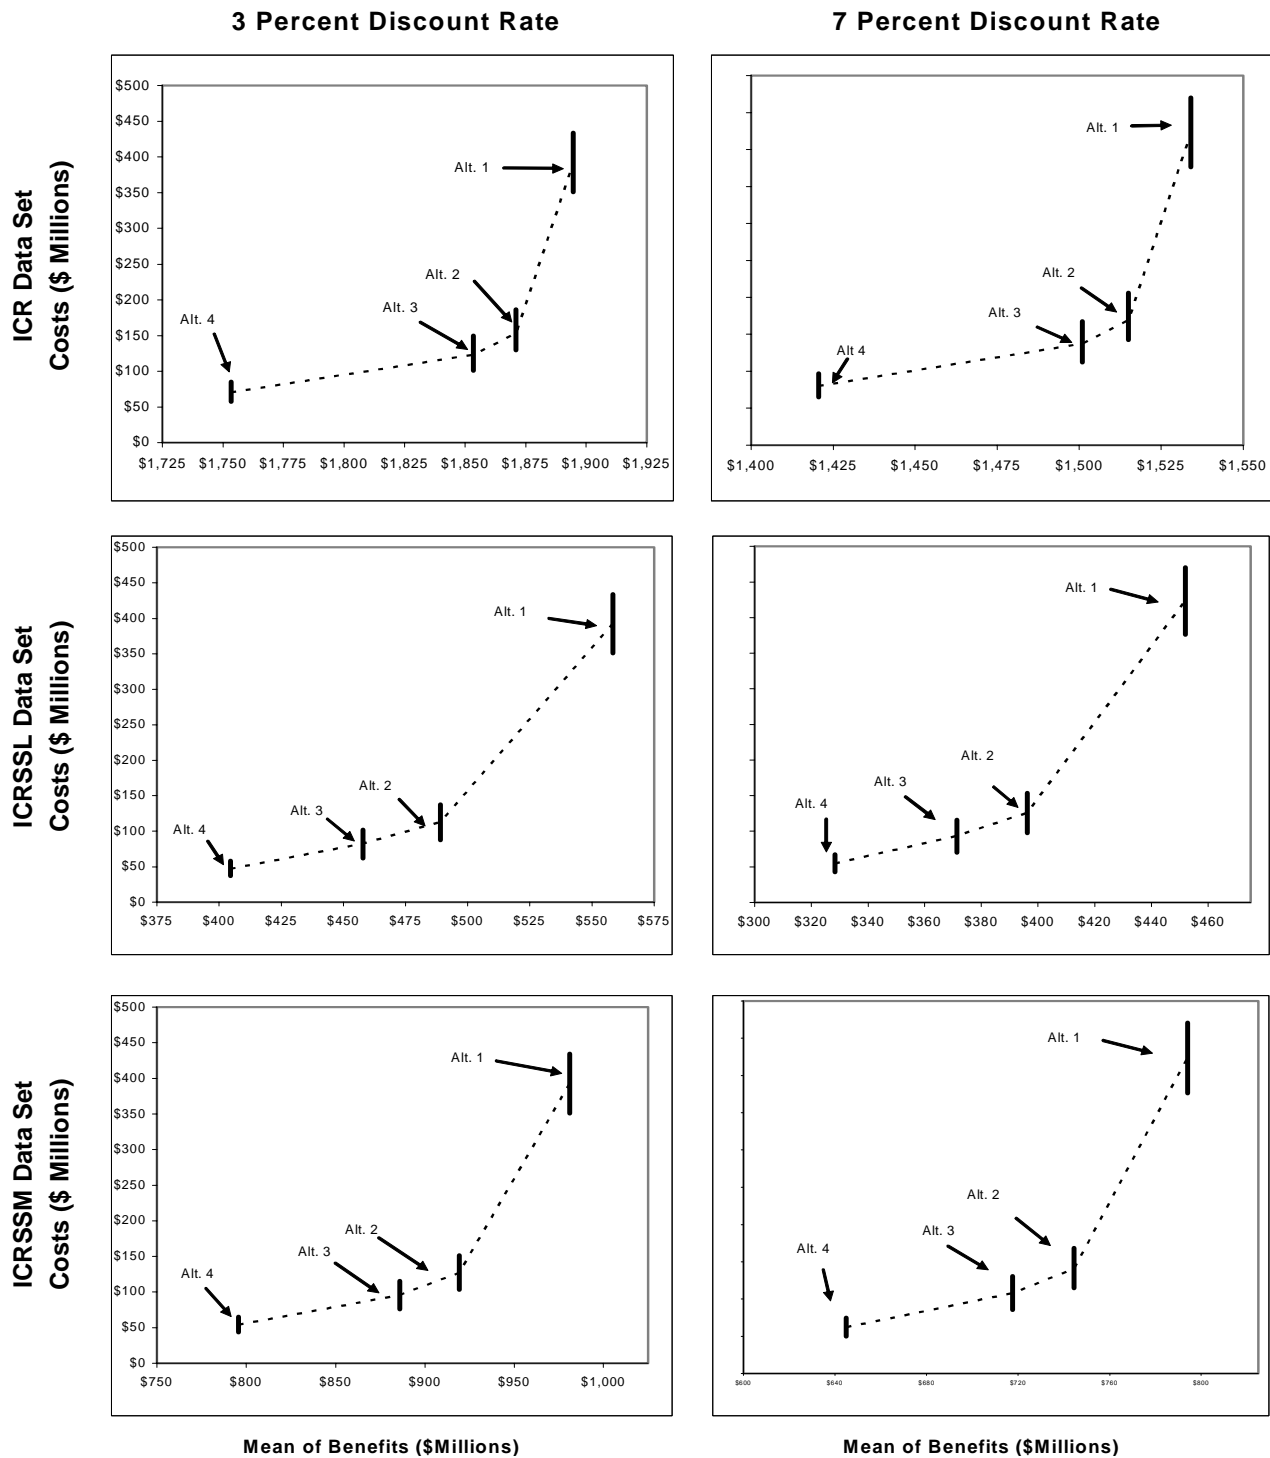 3 Percent Discount Rate
7 Percent Discount Rate
ICR Data Set
Costs ($ Millions)
$500
$450
$400
$350
$300
$250
$200
$150
$100
$50
$0
Alt. 1
Alt. 2
Alt. 3
Alt. 4
$1,725 $1,750 $1,775 $1,800 $1,825 $1,850 $1,875 $1,900 $1,925
Alt. 1
Alt. 2
Alt. 3
Alt 4
$1,400 $1,425 $1,450 $1,475 $1,500 $1,525 $1,550
ICRSSL Data Set
Costs ($ Millions)
$500
$450
$400
$350
$300
$250
$200
$150
$100
$50
$0
Alt. 1
Alt. 2
Alt. 3
Alt. 4
$375 $400 $425 $450 $475 $500 $525 $550 $575
Alt. 1
Alt. 2
Alt. 3
Alt. 4
$300 $320 $340 $360 $380 $400 $420 $440 $460
ICRSSM Data Set
Costs ($ Millions)
$500
$450
$400
$350
$300
$250
$200
$150
$100
$50
$0
Alt. 1
Alt. 2
Alt. 3
Alt. 4
$750 $800 $850 $900 $950 $1,000
Alt. 1
Alt. 2
Alt. 3
Alt. 4
$600 $640 $680 $720 $760 $800
Mean of Benefits ($Millions)
Mean of Benefits ($Millions)